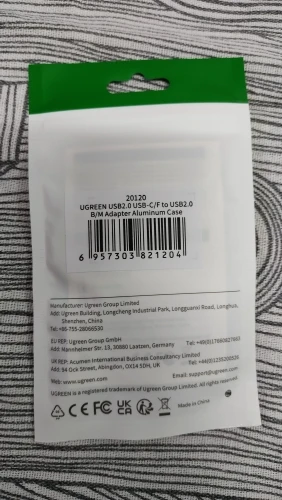 20120
UGREEN USB2.0 USB-C/F to USB2.0
B/M Adapter Aluminum Case
6 957303 821204
Manufacturer: Ugreen Group Limited
Add: Ugreen Building, Longcheng Industrial Park, Longguanxi Road, Longhua,
Shenzhen, China
Tel: +86-755-28066530
EU REP: Ugreen Group GmbH
Add: Mannheimer Str. 13, 30880 Laatzen, Germany
UK REP: Acumen International Business Consultancy Limited
Add: 94 Ock Street, Abingdon, OX14 5DH, UK
Web: www.ugreen.com Email: support@ugreen.com
UGREEN is a registered trademark of Ugreen Group Limited. All Rights Reserved.
CE FC UK CA Made in China